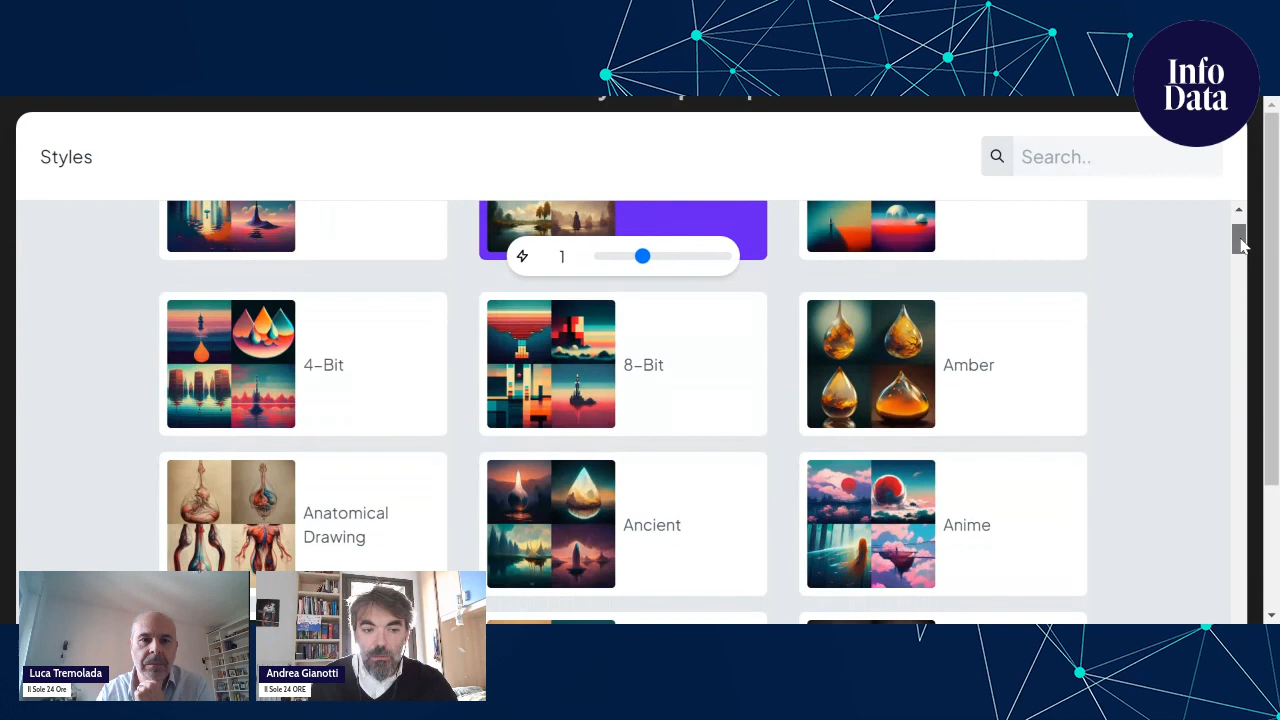 Info
Data
Styles
Search..
1
4-Bit
8-Bit
Amber
Anatomical
Drawing
Ancient
Anime
Luca Tremolada
Il Sole 24 Ore
Andrea Gianotti
Il Sole 24 ORE